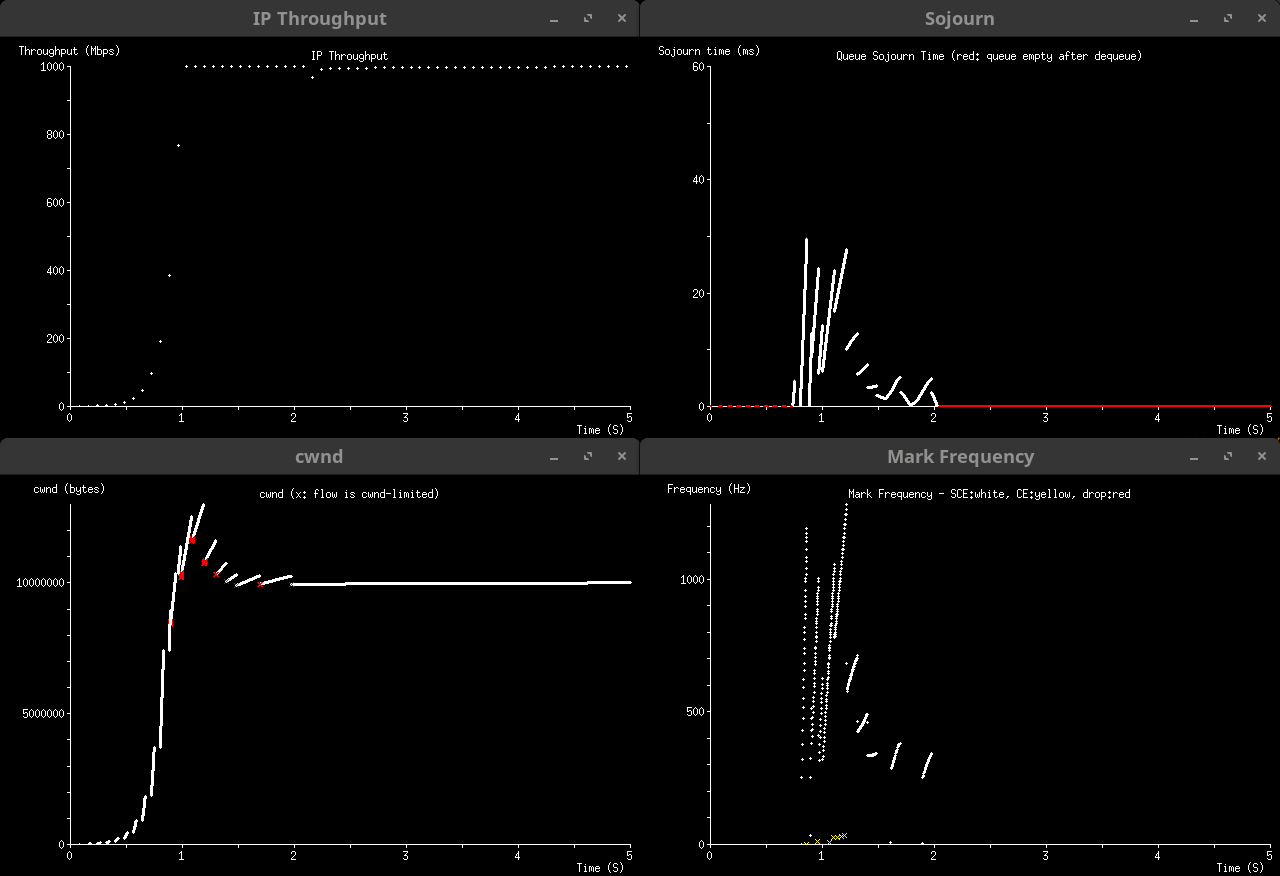 IP Throughput
Throughput (Mbps)
IP Throughput
1000
800
600
400
200
0
0 1 2 3 4 5
Time (S)
Sojourn
Sojourn time (ms)
Queue Sojourn Time (red: queue empty after dequeue)
60
40
20
0
0 1 2 3 4 5
Time (S)
cwnd
cwnd (bytes)
cwnd (x: flow is cwnd-limited)
10000000
5000000
0
0 1 2 3 4 5
Time (S)
Mark Frequency
Frequency (Hz)
Mark Frequency - SCE:white, CE:yellow, drop:red
1000
500
0
0 1 2 3 4 5
Time (S)